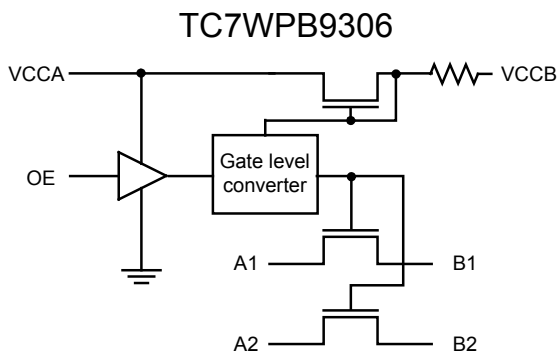 TC7WPB9306
VCCA
VCCB
OE
Gate level
converter
A1
B1
A2
B2